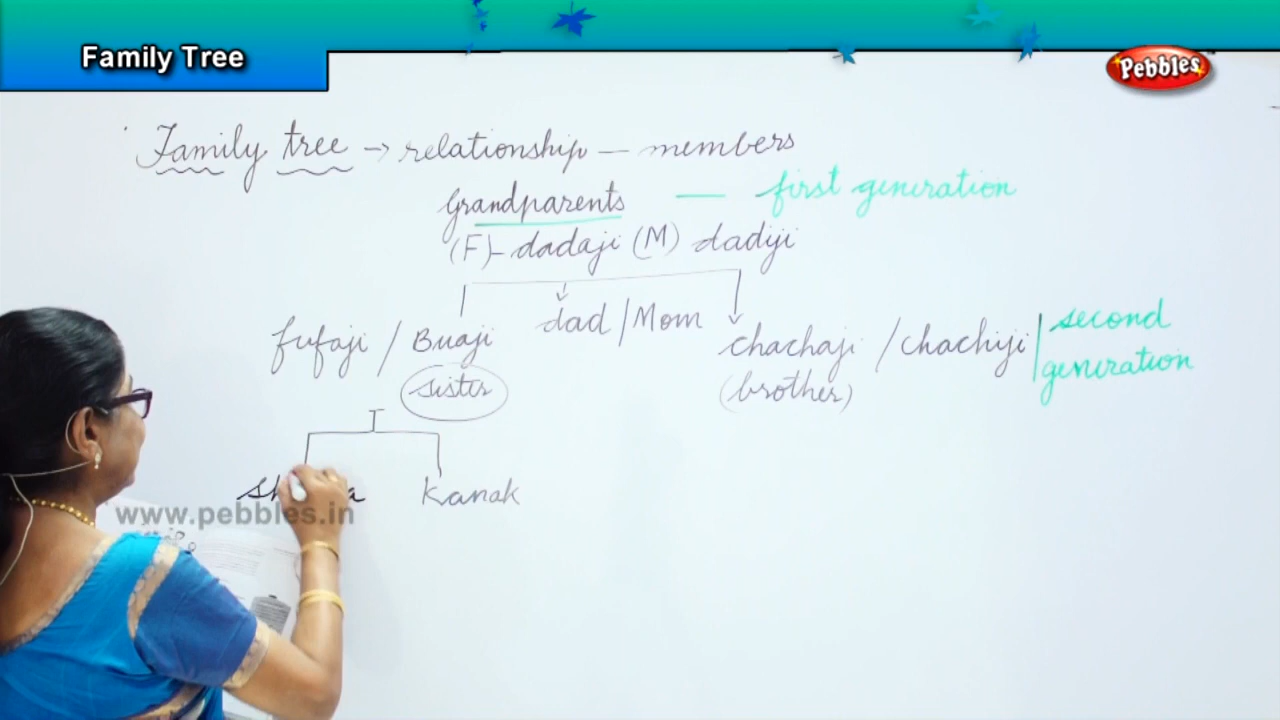 Family Tree
Pebbles
Family tree → relationship — members
Grandparents — first generation
(F)- dadaji (M) dadiji
fufaji / Buaji dad/Mom chachaji / chachiji | second generation
sister (brother)
Kanak
www.pebbles.in